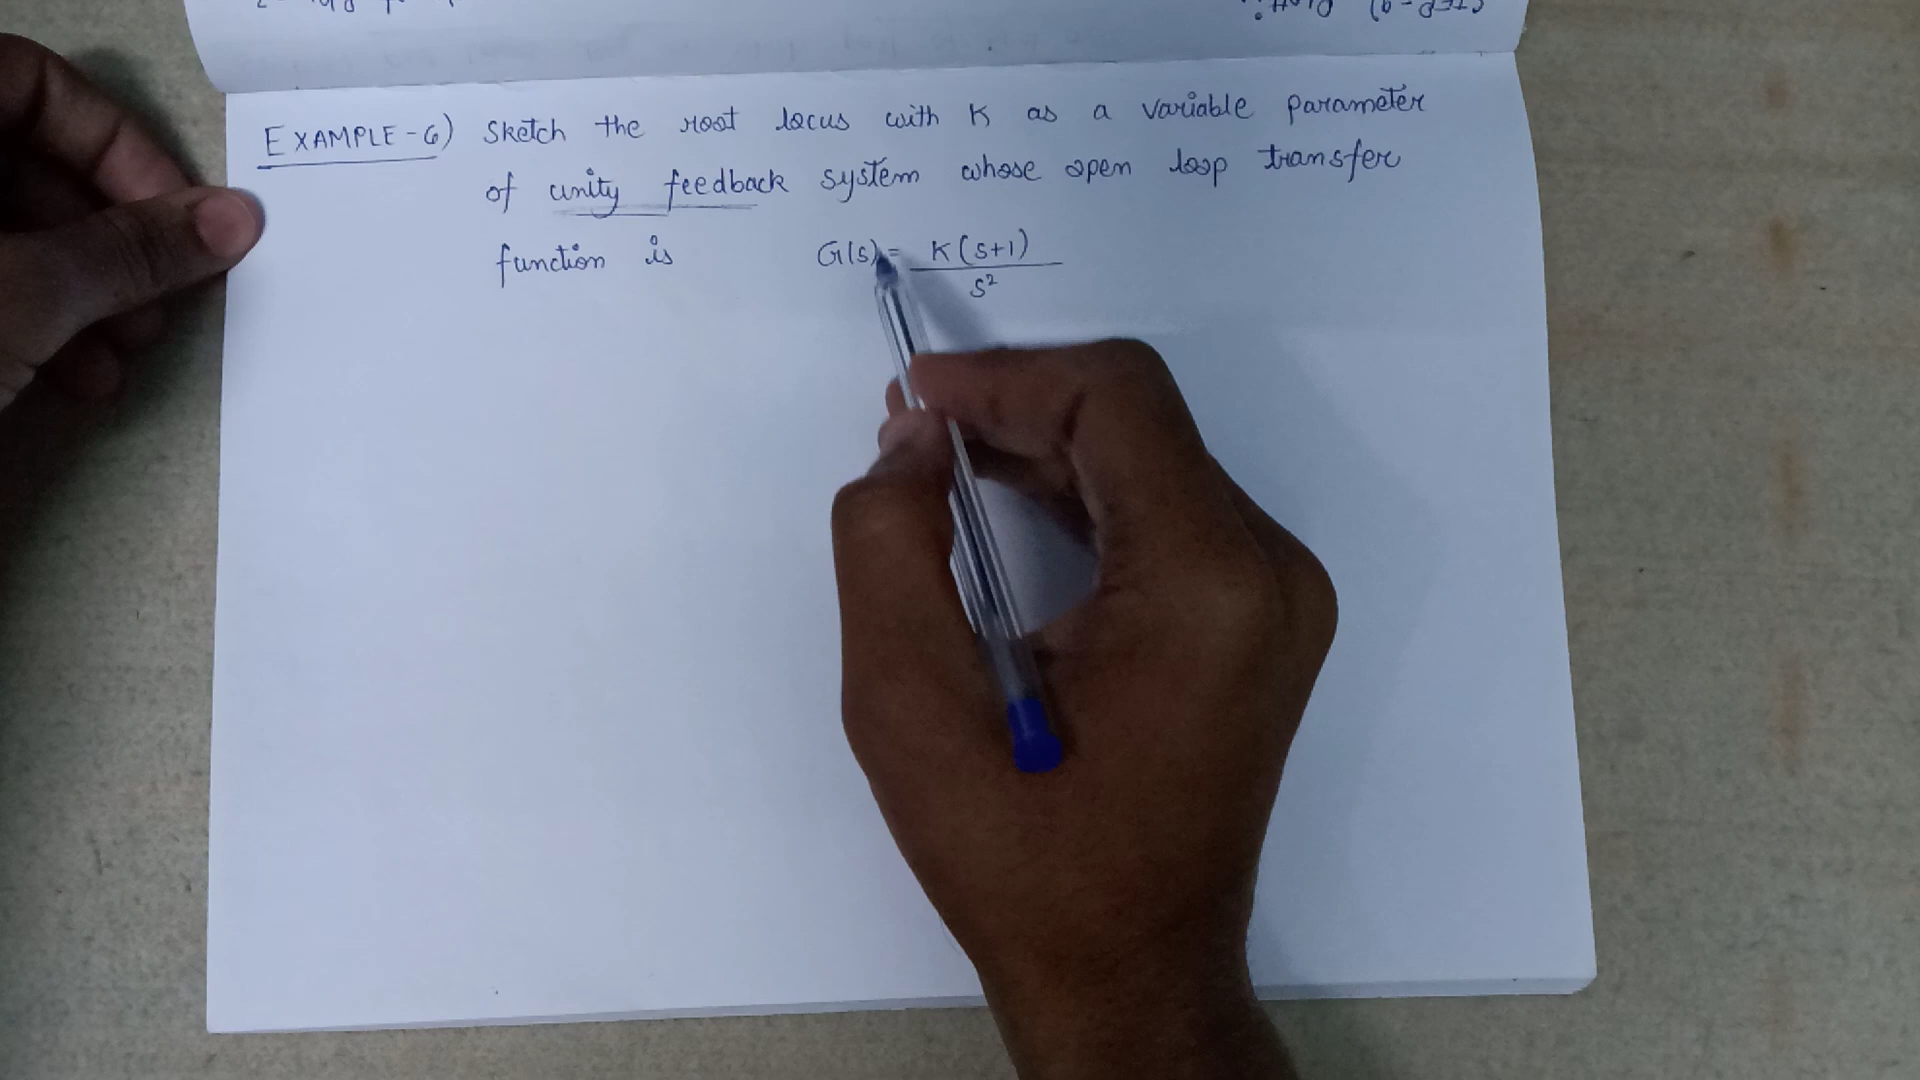 EXAMPLE-6) Sketch the root locus with K as a variable parameter
of unity feedback system whose open loop transfer
function is G(s) = K(s+1)
s²